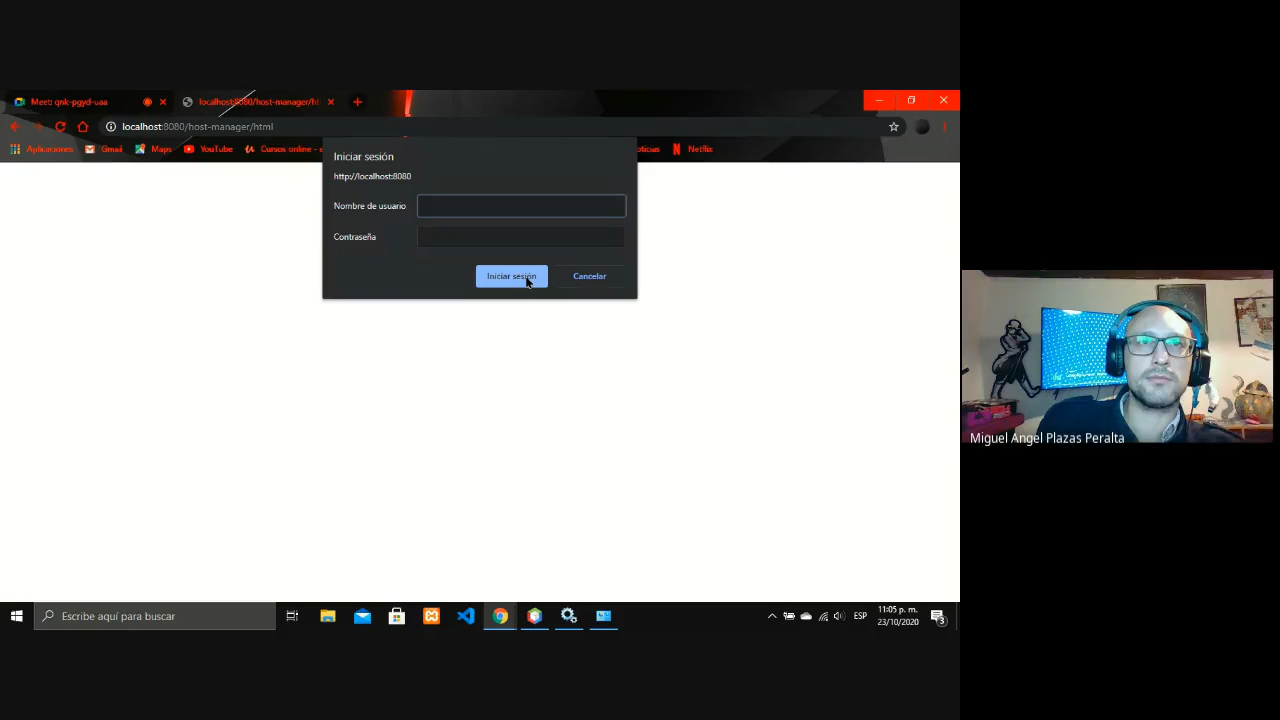 Meet: qnk-pgyd-uaa
localhost:8080/host-manager/ht
localhost:8080/host-manager/html
Aplicaciones Gmail Maps YouTube Cursos online - e oticias Netflix
Iniciar sesión
http://localhost:8080
Nombre de usuario
Contraseña
Iniciar sesión Cancelar
Miguel Angel Plazas Peralta
Escribe aquí para buscar
ESP
11:05 p. m.
23/10/2020
3